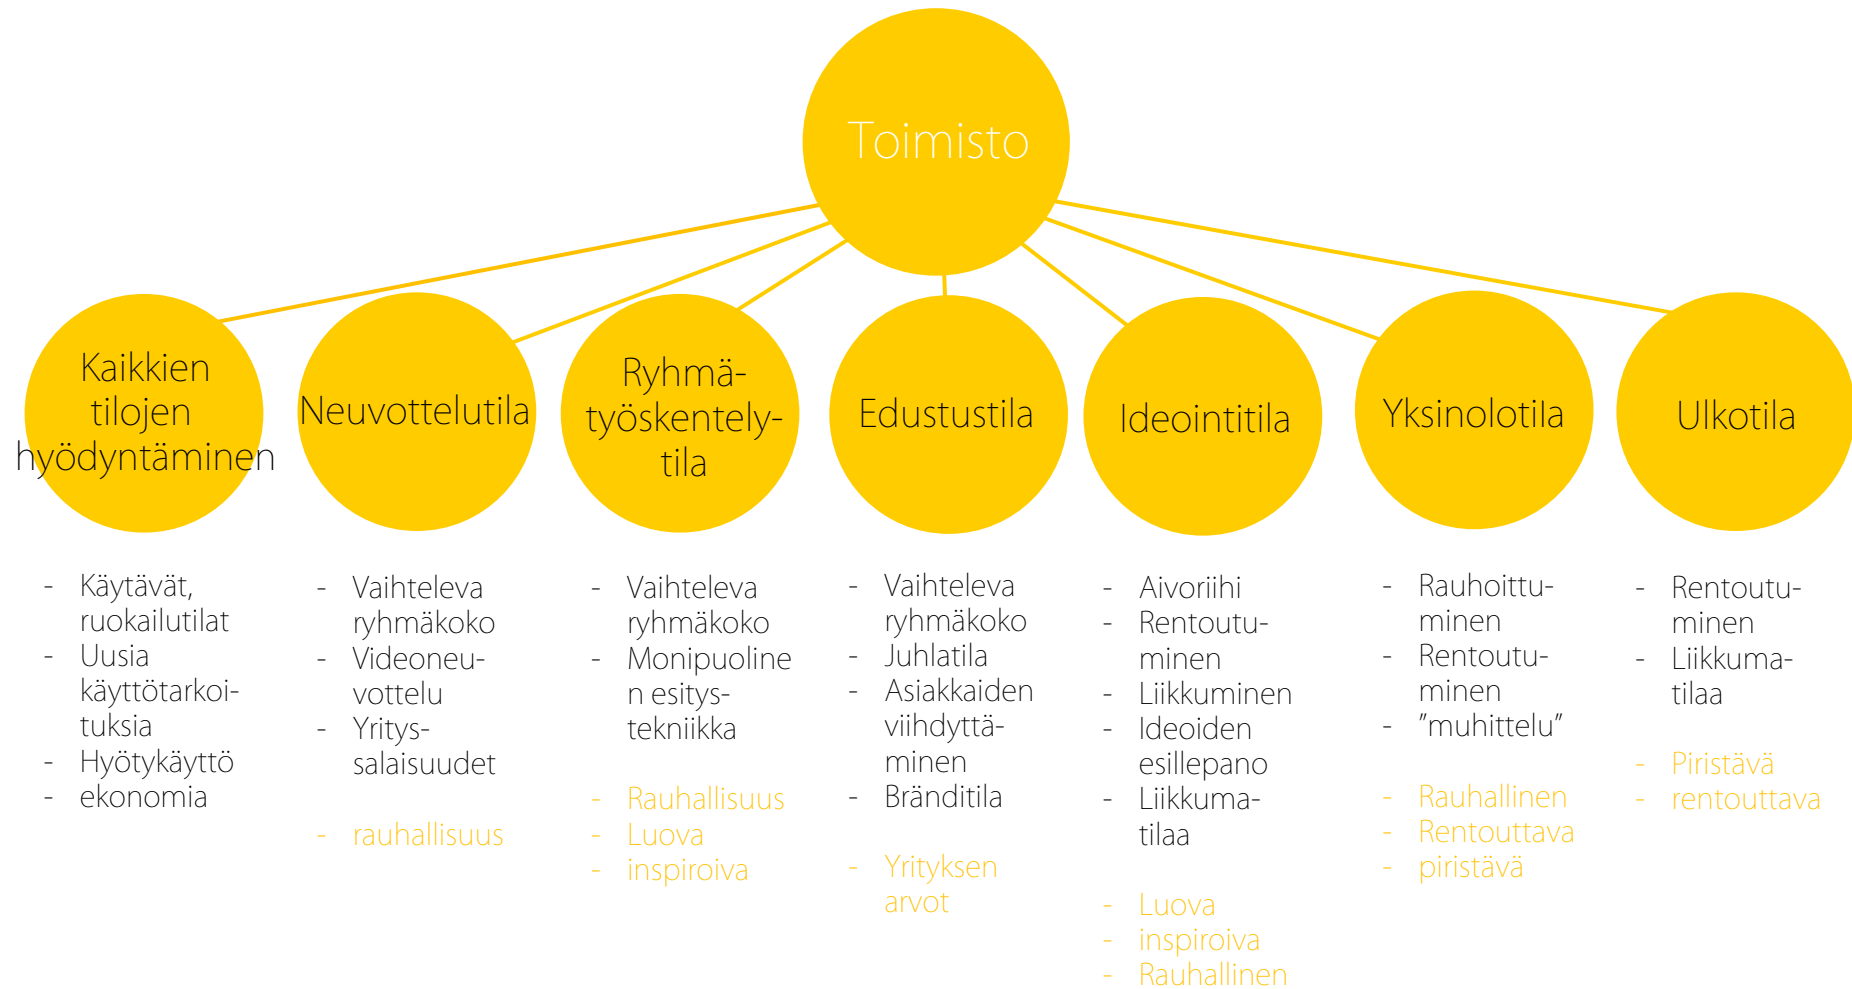 Toimisto
Kaikkien
tilojen
hyödyntäminen
Neuvottelutila
Ryhmä-
työskentely-
tila
Edustustila
Ideointitila
Yksinolotila
Ulkotila
- Käytävät,
ruokailutilat
- Uusia
käyttötarkoi-
tuksia
- Hyötykäyttö
- ekonomia
- Vaihteleva
ryhmäkoko
- Videoneu-
vottelu
- Yritys-
salaisuudet
- rauhallisuus
- Vaihteleva
ryhmäkoko
- Monipuoline
n esitys-
tekniikka
- Rauhallisuus
- Luova
- inspiroiva
- Vaihteleva
ryhmäkoko
- Juhlatila
- Asiakkaiden
viihdyttä-
minen
- Bränditila
- Yrityksen
arvot
- Aivoriihi
- Rentoutu-
minen
- Liikkuminen
- Ideoiden
esillepano
- Liikkuma-
tilaa
- Luova
- inspiroiva
- Rauhallinen
- Rauhoittu-
minen
- Rentoutu-
minen
- ”muhittelu”
- Rauhallinen
- Rentouttava
- piristävä
- Rentoutu-
minen
- Liikkuma-
tilaa
- Piristävä
- rentouttava